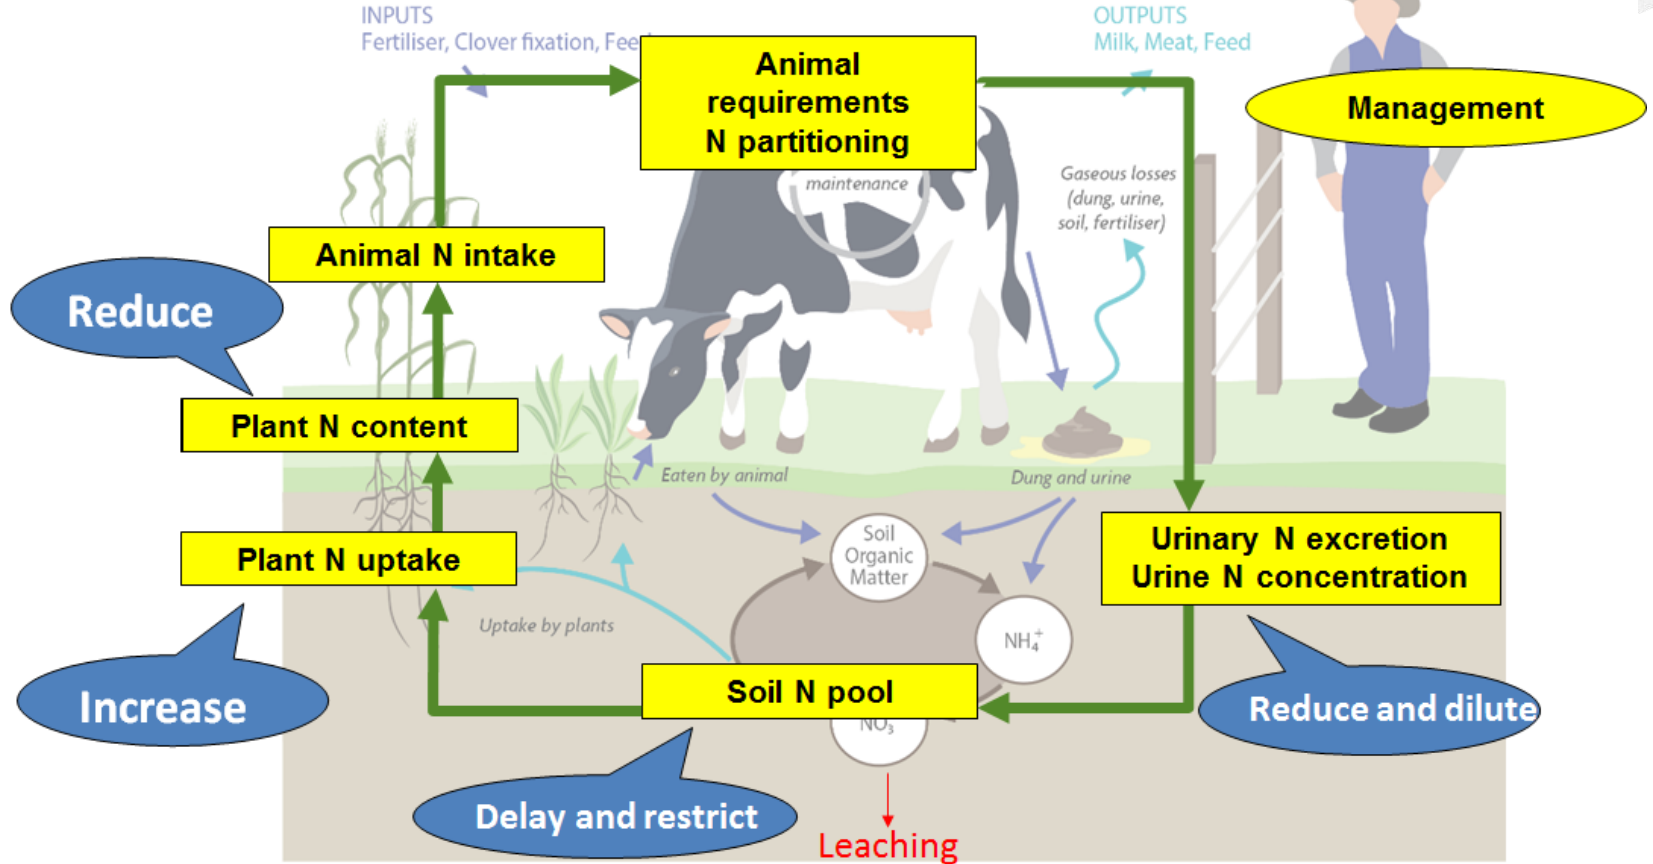 INPUTS
Fertiliser, Clover fixation, Feed
OUTPUTS
Milk, Meat, Feed
Animal
requirements
N partitioning
Management
maintenance
Gaseous losses
(dung, urine,
soil, fertiliser)
Animal N intake
Reduce
Plant N content
Eaten by animal
Dung and urine
Plant N uptake
Soil
Organic
Matter
Urinary N excretion
Urine N concentration
Uptake by plants
NH₄⁺
Increase
Soil N pool
Reduce and dilute
NO₃
Delay and restrict
Leaching